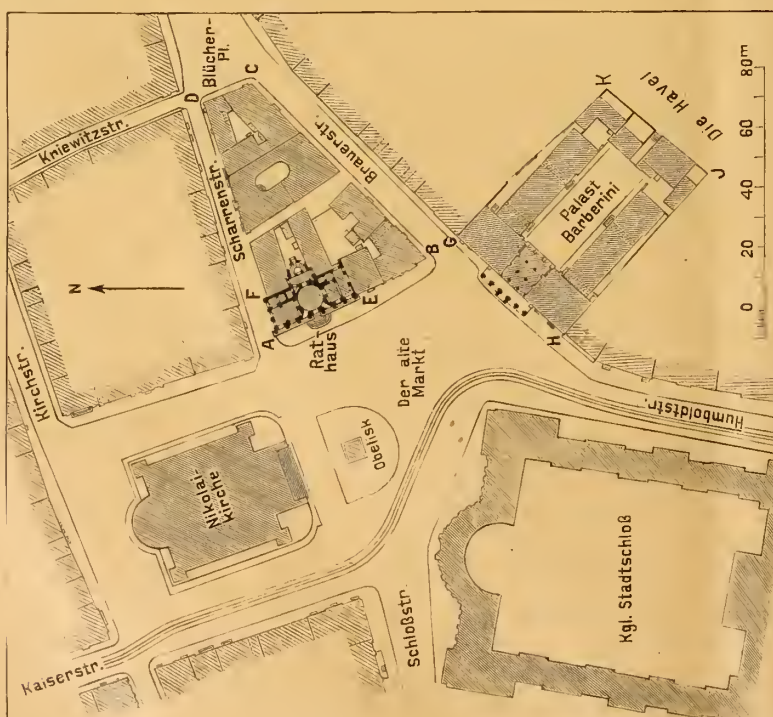 Kirchstr.
Kriewitzstr.
D
Blücher-
Pl.
C
Scharrenstr.
Brauerstr.
N
F
A
E
B
Rat-
haus
Nikolai-
kirche
Obelisk
Der alte
Markt
G
H
K
J
Palast
Barberini
Die Havel
Kaiserstr.
Schloßstr.
Humboldtstr.
Kgl. Stadtschloß
0 20 40 60 80m